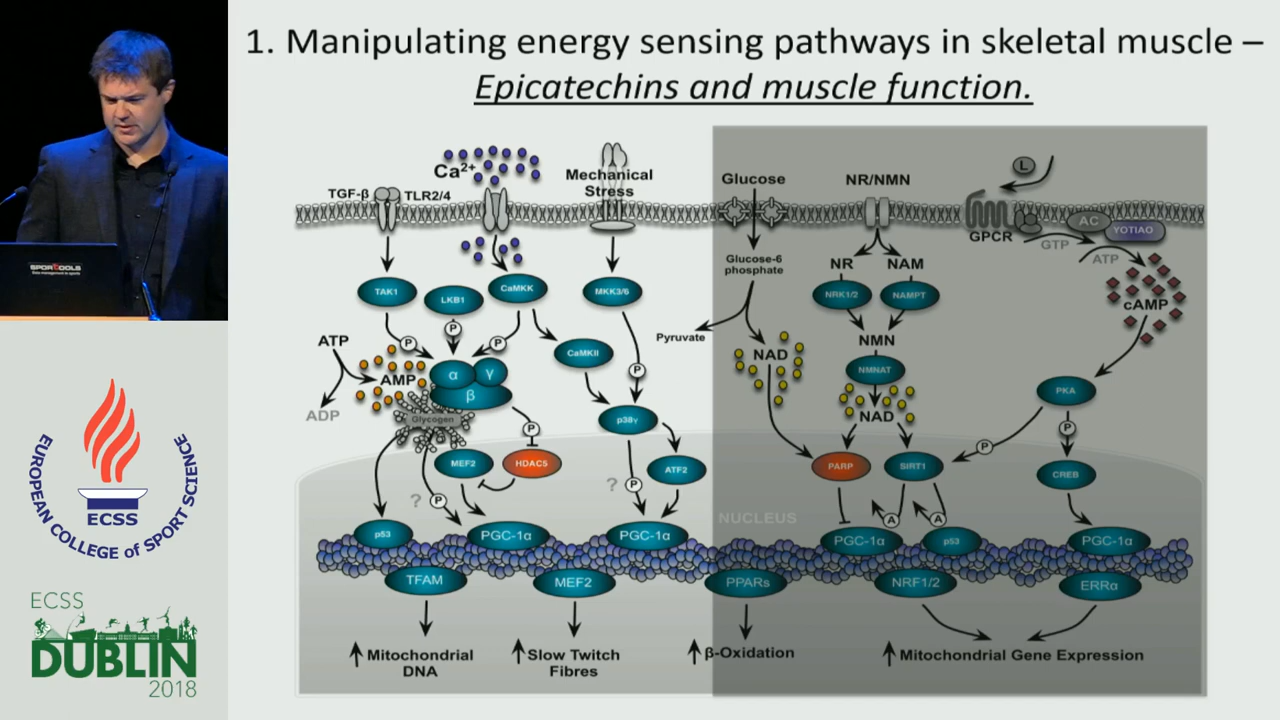 1. Manipulating energy sensing pathways in skeletal muscle –
Epicatechins and muscle function.
TGF-β
TLR2/4
Ca2+
Mechanical
Stress
Glucose
NR/NMN
L
GPCR
GTP
AC
YOTIAO
ATP
cAMP
Glucose-6
phosphate
NR
NAM
TAK1
LKB1
CaMKK
MKK3/6
NRK1/2
NAMPT
P
P
P
ATP
AMP
ADP
α
γ
β
Glycogen
CaMKII
P
Pyruvate
NAD
NMN
NMNAT
NAD
PKA
P
p38γ
P
P
MEF2
HDAC5
ATF2
PARP
SIRT1
CREB
?
P
?
P
NUCLEUS
A
A
p53
PGC-1α
PGC-1α
PGC-1α
p53
PGC-1α
TFAM
MEF2
PPARs
NRF1/2
ERRα
Mitochondrial
DNA
Slow Twitch
Fibres
β-Oxidation
Mitochondrial Gene Expression
EUROPEAN COLLEGE of SPORT SCIENCE
ECSS
ECSS
DUBLIN
2018